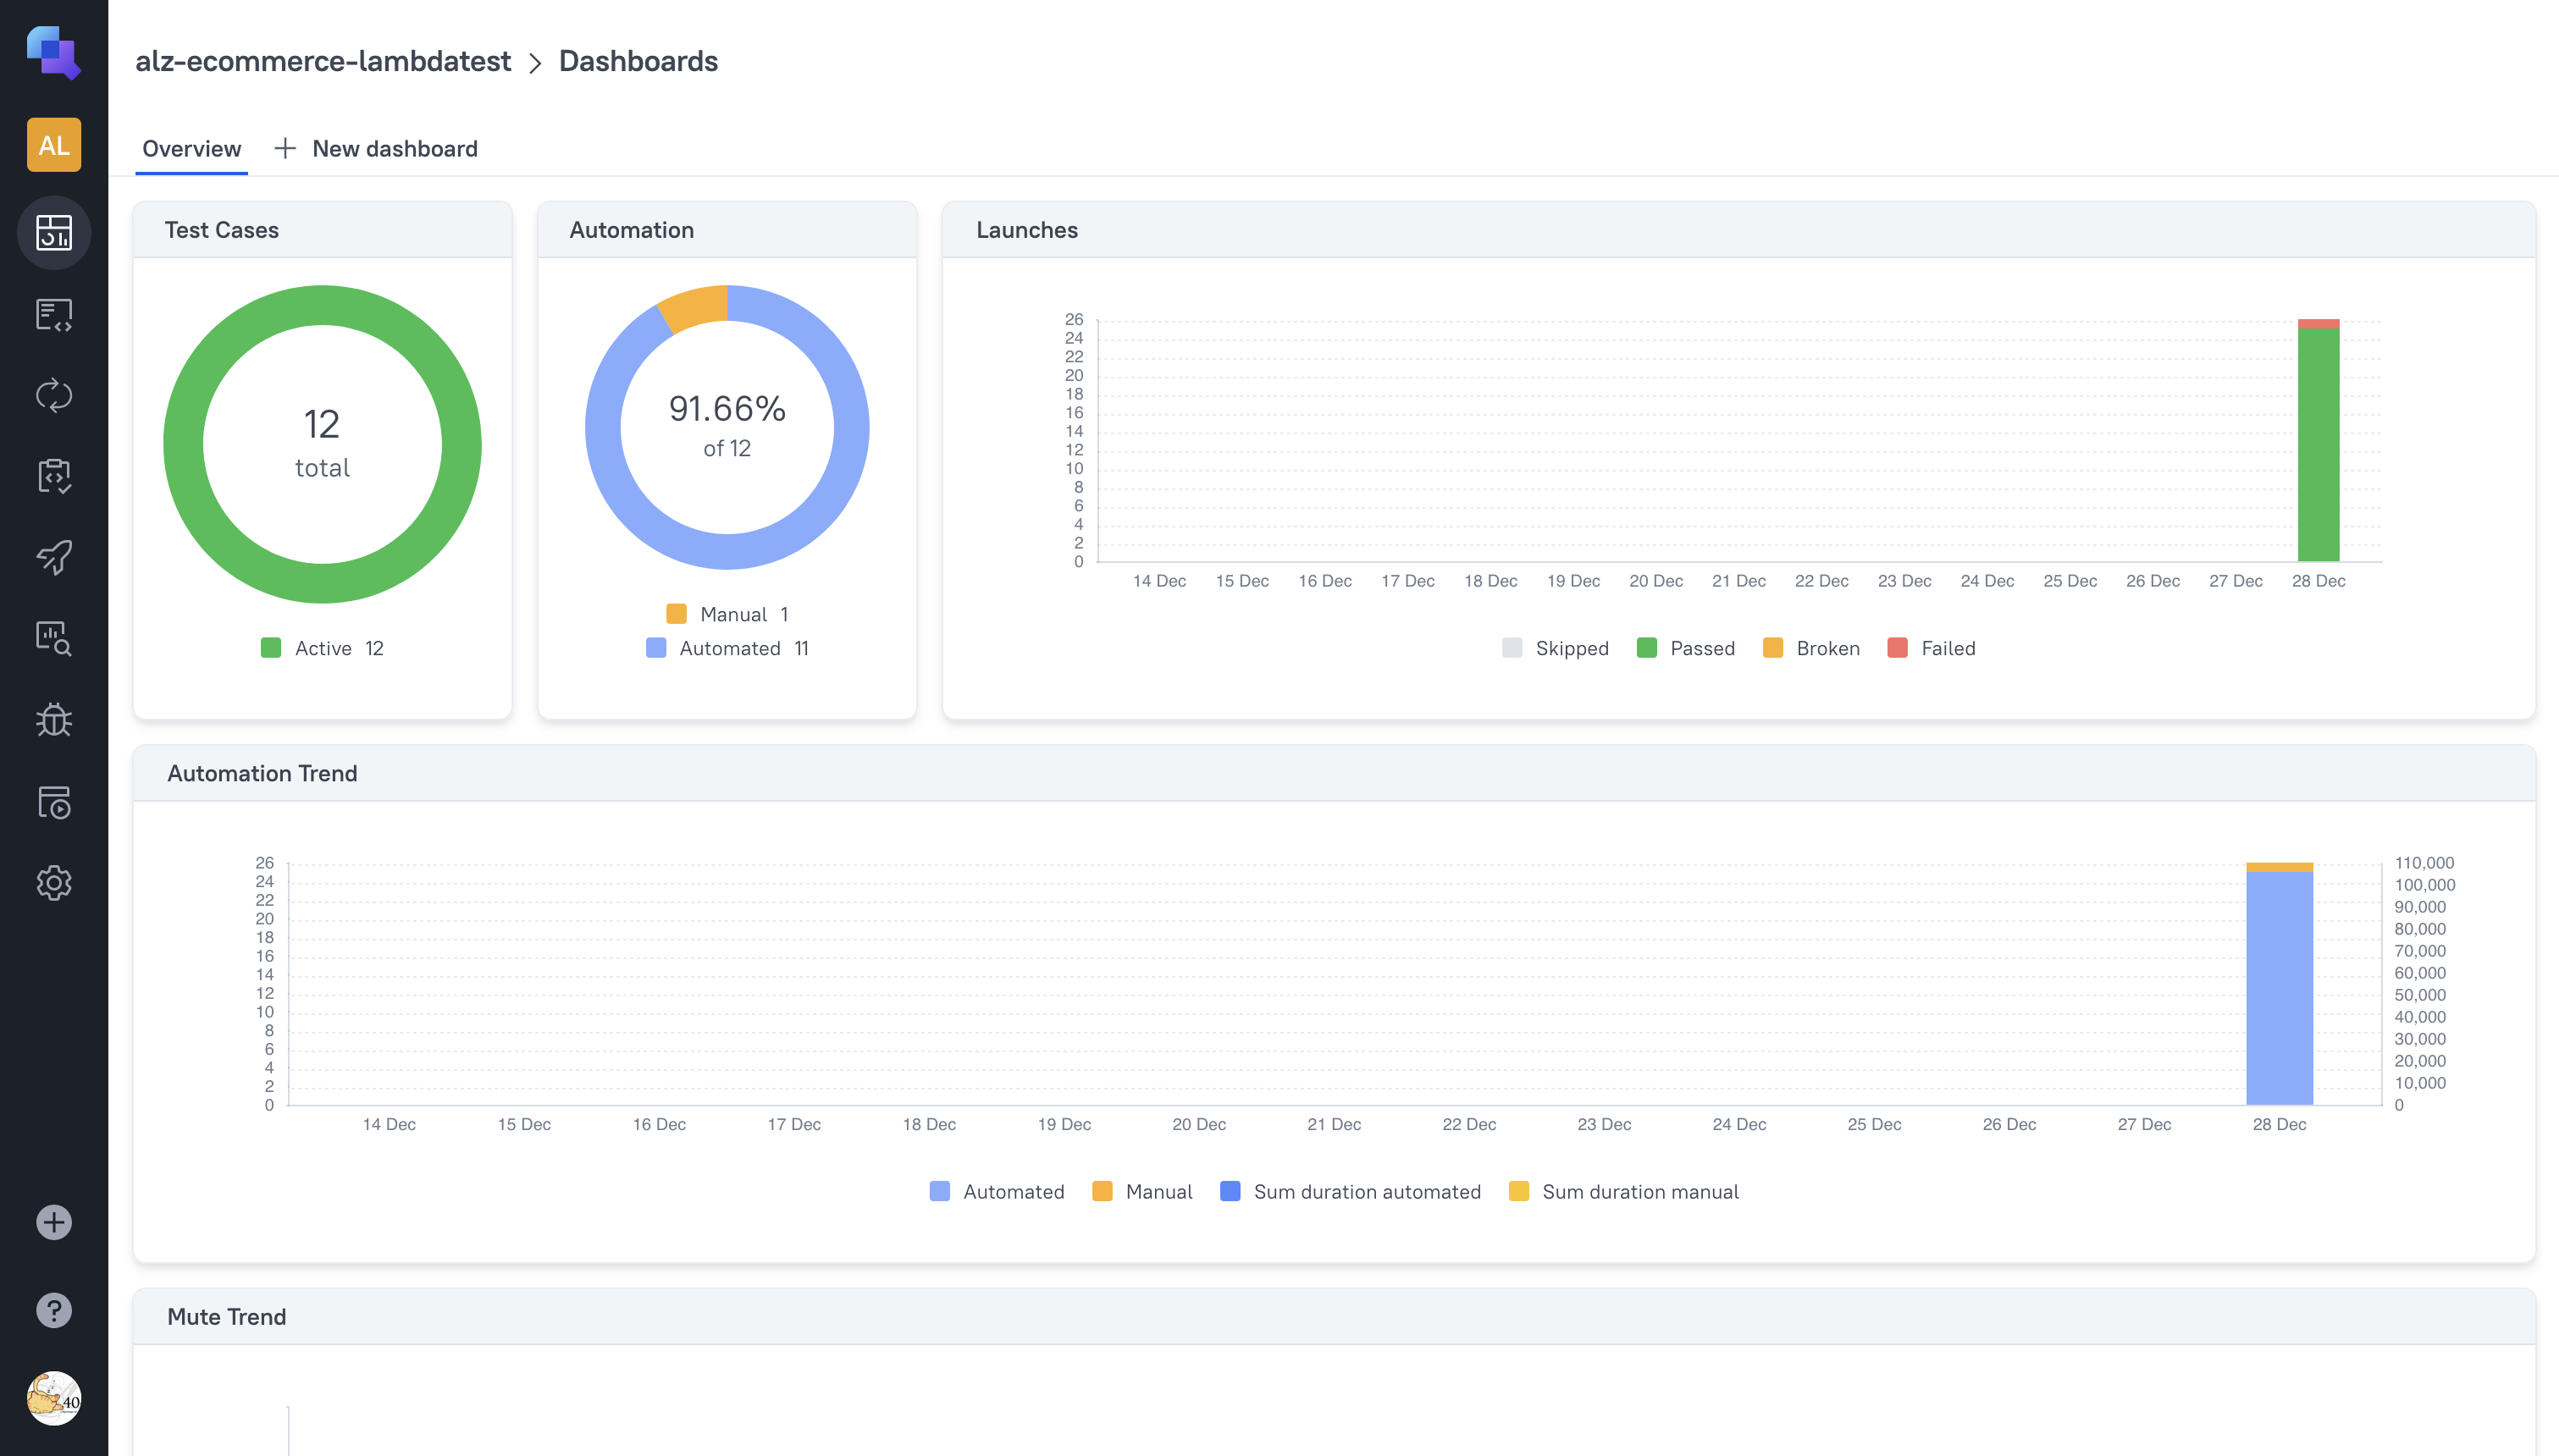 alz-ecommerce-lambdatest > Dashboards
AL
Overview + New dashboard
Test Cases
12
total
Active 12
Automation
91.66%
of 12
Manual 1
Automated 11
Launches
26
24
22
20
18
16
14
12
10
8
6
4
2
0
14 Dec 15 Dec 16 Dec 17 Dec 18 Dec 19 Dec 20 Dec 21 Dec 22 Dec 23 Dec 24 Dec 25 Dec 26 Dec 27 Dec 28 Dec
Skipped Passed Broken Failed
Automation Trend
26
24
22
20
18
16
14
12
10
8
6
4
2
0
110,000
100,000
90,000
80,000
70,000
60,000
50,000
40,000
30,000
20,000
10,000
0
14 Dec 15 Dec 16 Dec 17 Dec 18 Dec 19 Dec 20 Dec 21 Dec 22 Dec 23 Dec 24 Dec 25 Dec 26 Dec 27 Dec 28 Dec
Automated Manual Sum duration automated Sum duration manual
Mute Trend
?
40